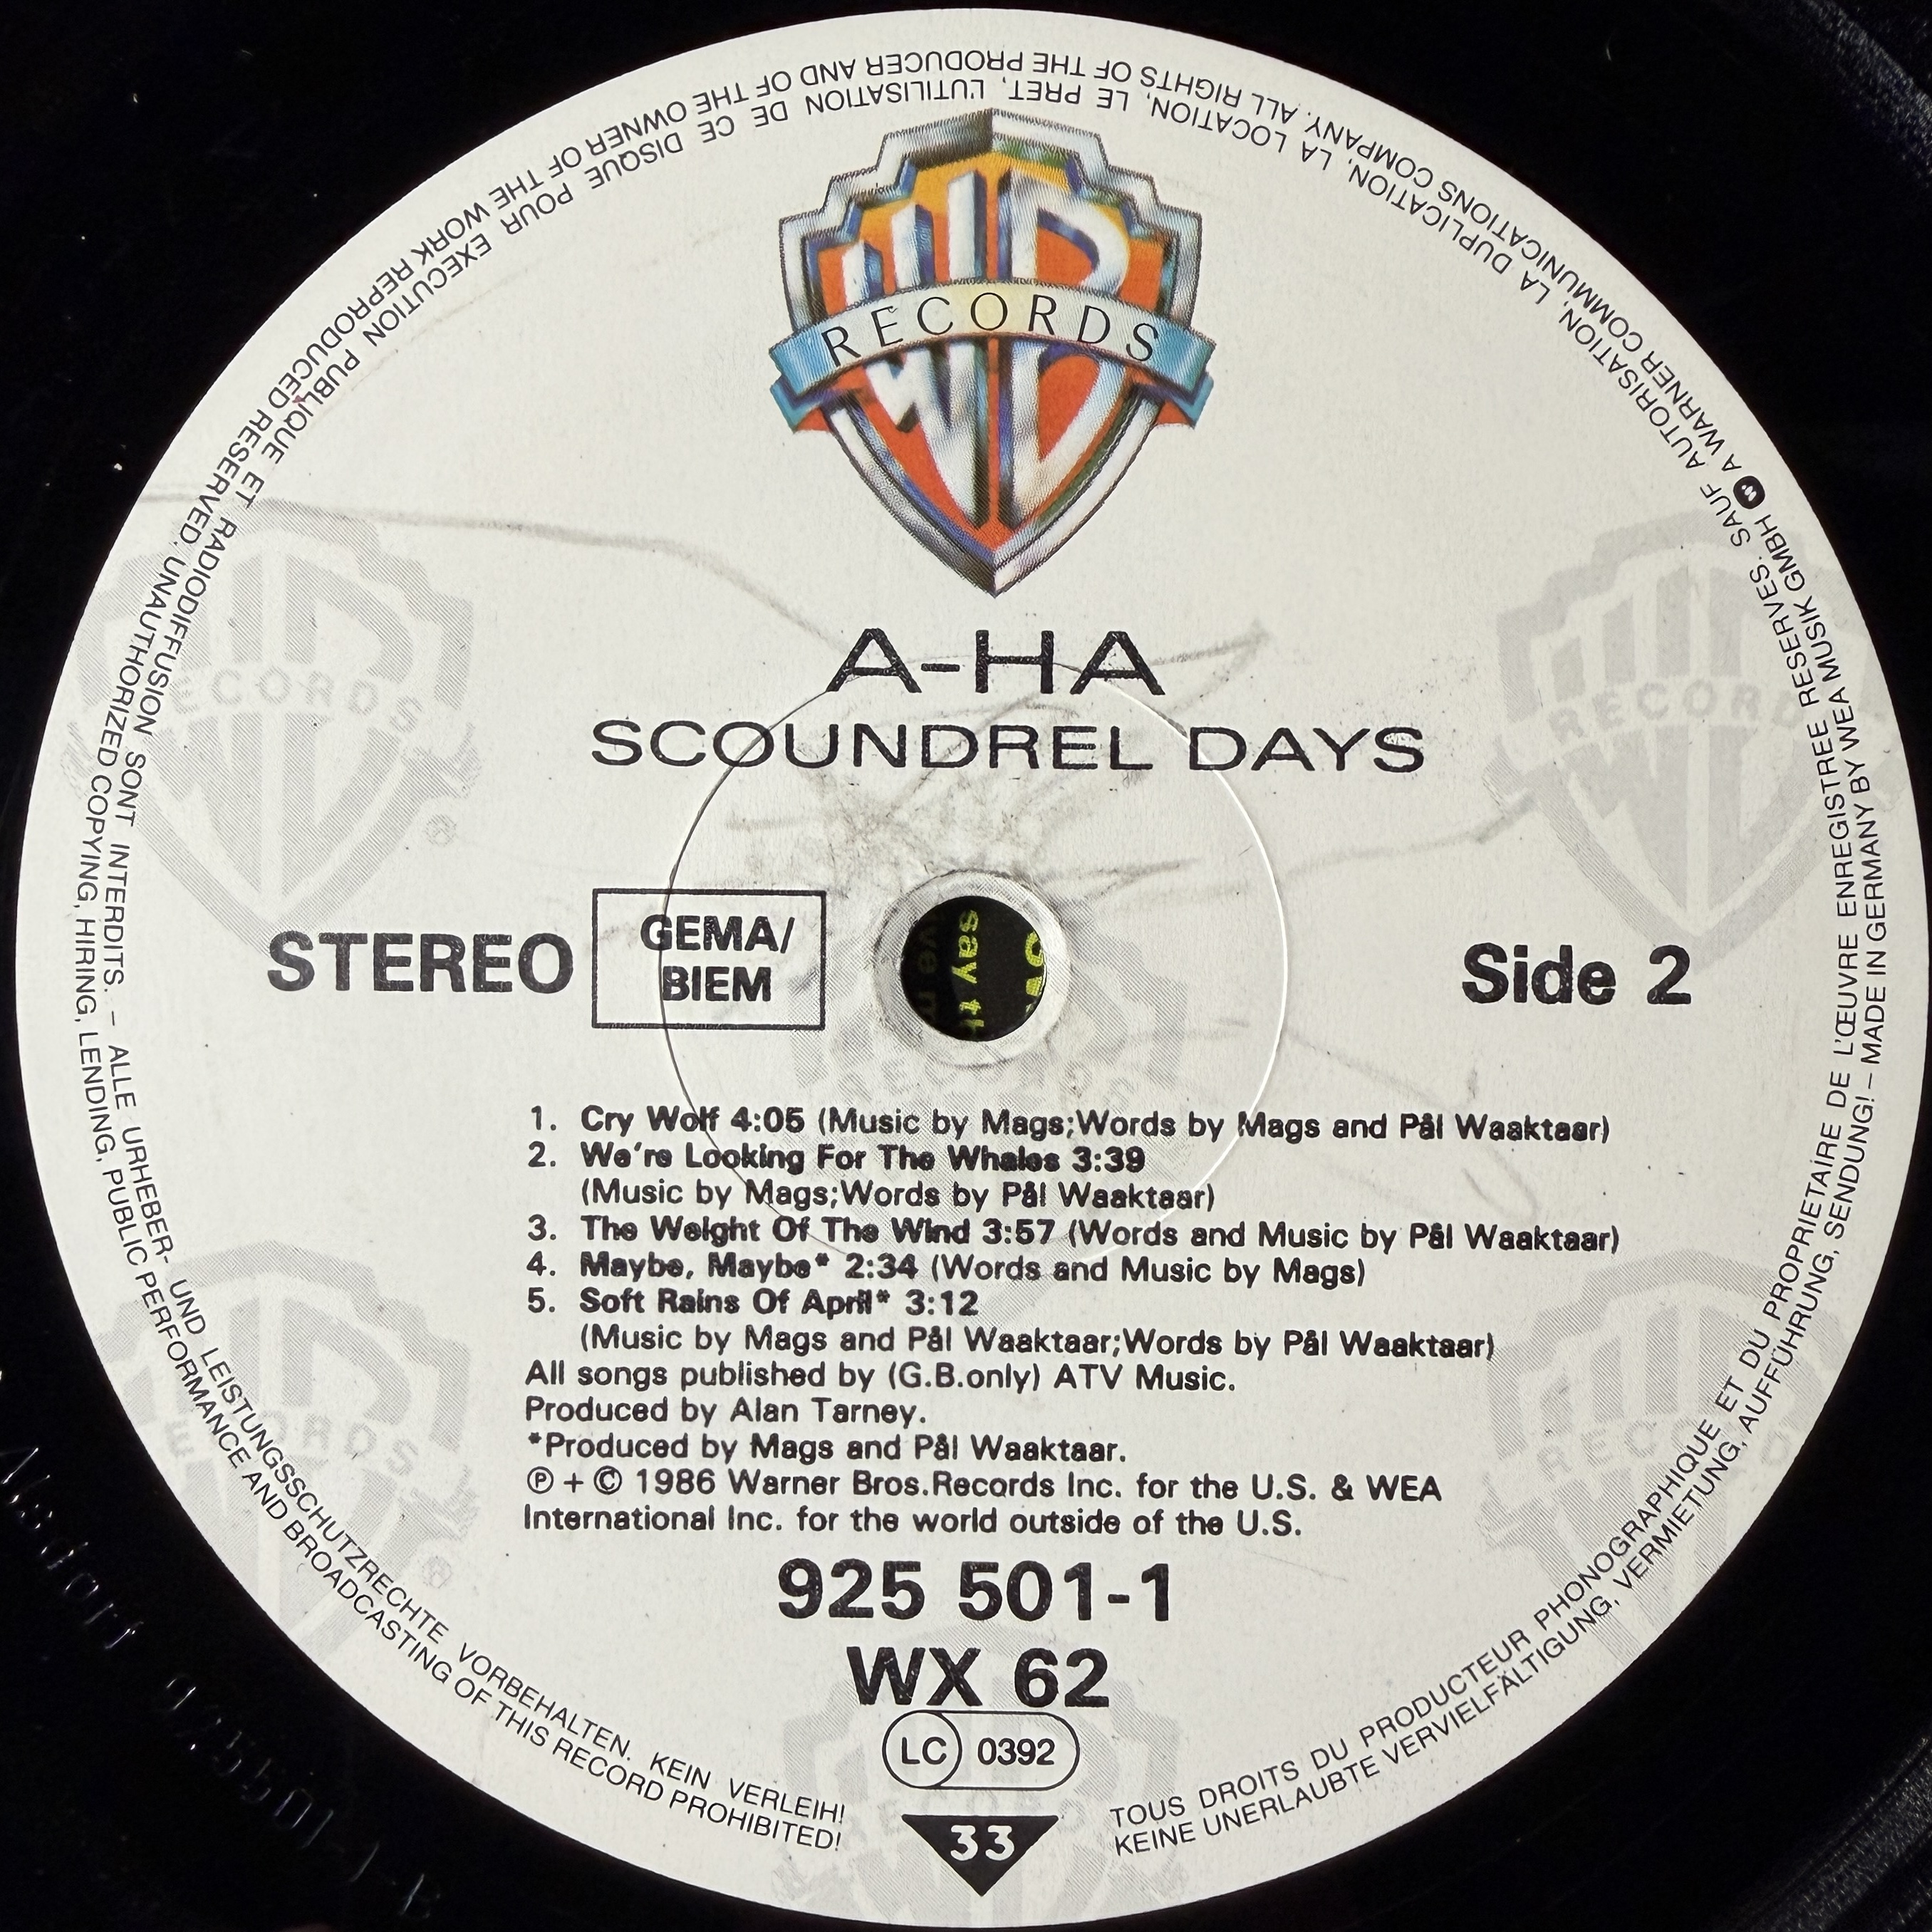 RECORDS
A-HA
SCOUNDREL DAYS
STEREO
GEMA/
BIEM
Side 2
say th
1. Cry Wolf 4:05 (Music by Mags;Words by Mags and Pål Waaktaar)
2. We're Looking For The Whales 3:39
(Music by Mags;Words by Pål Waaktaar)
3. The Weight Of The Wind 3:57 (Words and Music by Pål Waaktaar)
4. Maybe, Maybe* 2:34 (Words and Music by Mags)
5. Soft Rains Of April* 3:12
(Music by Mags and Pål Waaktaar;Words by Pål Waaktaar)
All songs published by (G.B.only) ATV Music.
Produced by Alan Tarney.
*Produced by Mags and Pål Waaktaar.
℗ + © 1986 Warner Bros.Records Inc. for the U.S. & WEA
International Inc. for the world outside of the U.S.
925 501-1
WX 62
LC 0392
33
TOUS DROITS DU PRODUCTEUR PHONOGRAPHIQUE ET DU PROPRIETAIRE DE L'ŒUVRE ENREGISTREE RESERVES. SAUF AUTORISATION, LA DUPLICATION, LA LOCATION, LE PRET, L'UTILISATION DE CE DISQUE POUR EXECUTION PUBLIQUE ET RADIODIFFUSION SONT INTERDITS. – ALLE URHEBER- UND LEISTUNGSSCHUTZRECHTE VORBEHALTEN. KEIN VERLEIH!
KEINE UNERLAUBTE VERVIELFÄLTIGUNG, VERMIETUNG, AUFFÜHRUNG, SENDUNG! – MADE IN GERMANY BY WEA MUSIK GMBH A WARNER COMMUNICATIONS COMPANY. ALL RIGHTS OF THE PRODUCER AND OF THE OWNER OF THE WORK REPRODUCED RESERVED. UNAUTHORIZED COPYING, HIRING, LENDING, PUBLIC PERFORMANCE AND BROADCASTING OF THIS RECORD PROHIBITED!
Alsdorf 925501-1-B